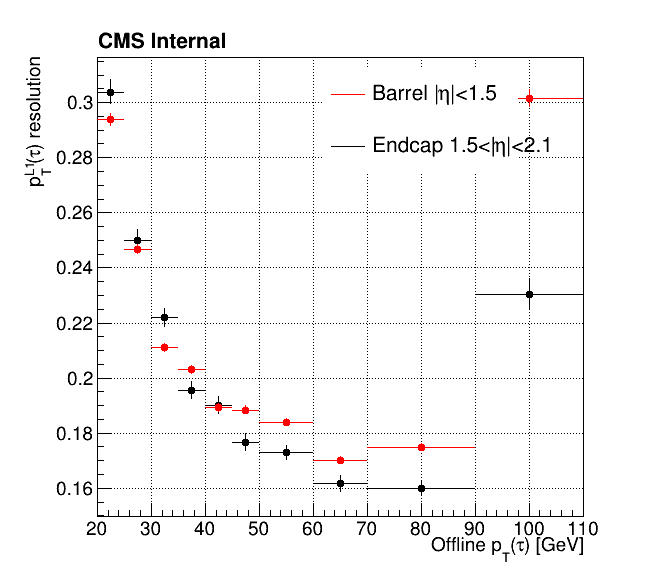 CMS Internal
p_T^L1(τ) resolution
Barrel |η|<1.5
Endcap 1.5<|η|<2.1
0.3
0.28
0.26
0.24
0.22
0.2
0.18
0.16
20 30 40 50 60 70 80 90 100 110
Offline p_T(τ) [GeV]